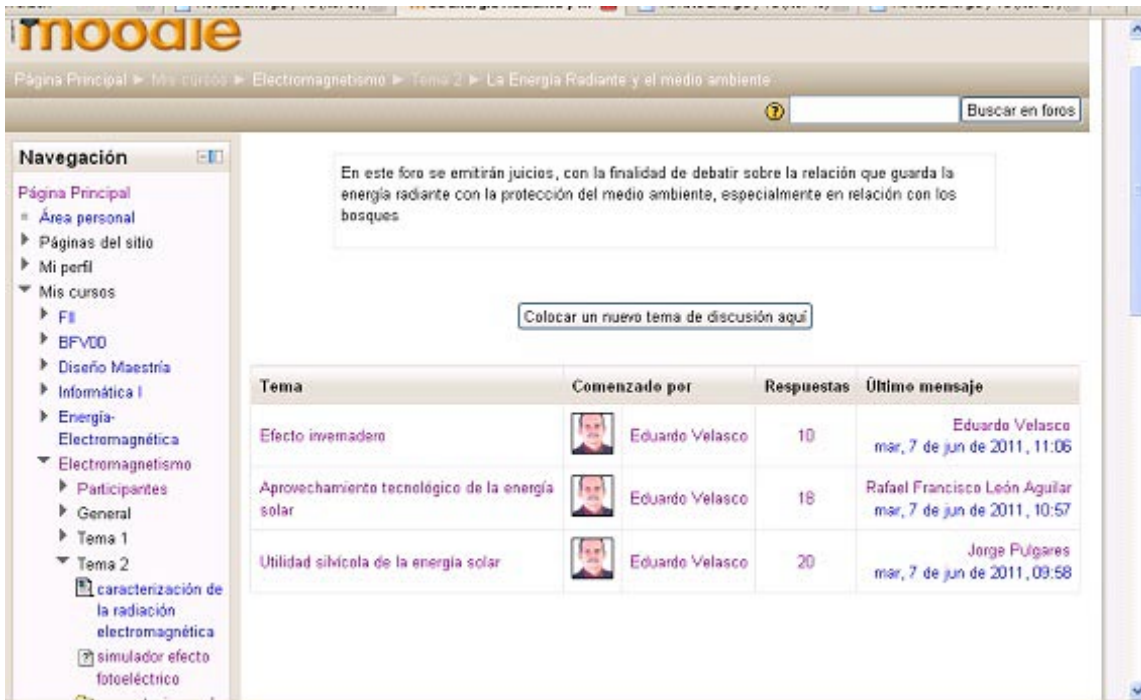 moodle
Página Principal ► Mis cursos ► Electromagnetismo ► Tema 2 ► La Energía Radiante y el medio ambiente
Buscar en foros
Navegación
Página Principal
Área personal
Páginas del sitio
Mi perfil
Mis cursos
FII
BFV00
Diseño Maestría
Informática I
Energía-
Electromagnética
Electromagnetismo
Participantes
General
Tema 1
Tema 2
caracterización de
la radiación
electromagnética
simulador efecto
fotoeléctrico
En este foro se emitirán juicios, con la finalidad de debatir sobre la relación que guarda la
energía radiante con la protección del medio ambiente, especialmente en relación con los
bosques
Colocar un nuevo tema de discusión aquí
Tema Comenzado por Respuestas Último mensaje
Efecto invernadero Eduardo Velasco 10 Eduardo Velasco
mar, 7 de jun de 2011, 11:06
Aprovechamiento tecnológico de la energía
solar Eduardo Velasco 18 Rafael Francisco León Aguilar
mar, 7 de jun de 2011, 10:57
Utilidad silvícola de la energía solar Eduardo Velasco 20 Jorge Pulgares
mar, 7 de jun de 2011, 09:58